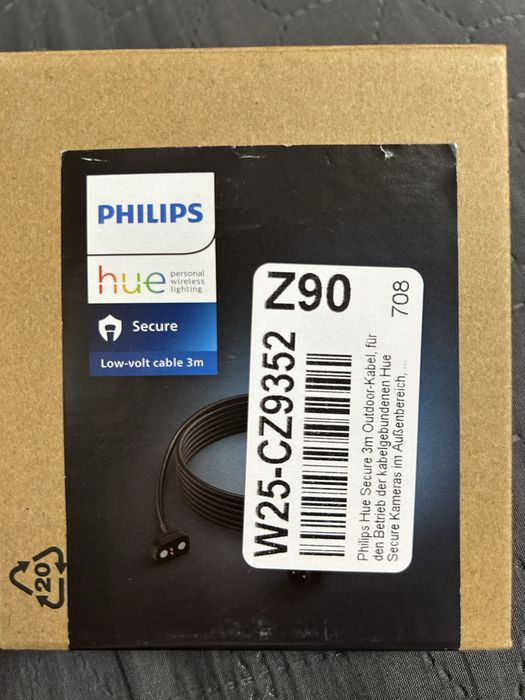 PHILIPS
hue personal
wireless
lighting
Secure
Low-volt cable 3m
Z90
708
W25-CZ9352
Philips Hue Secure 3m Outdoor-Kabel, für
den Betrieb der kabelgebundenen Hue
Secure Kameras im Außenbereich, ...
20